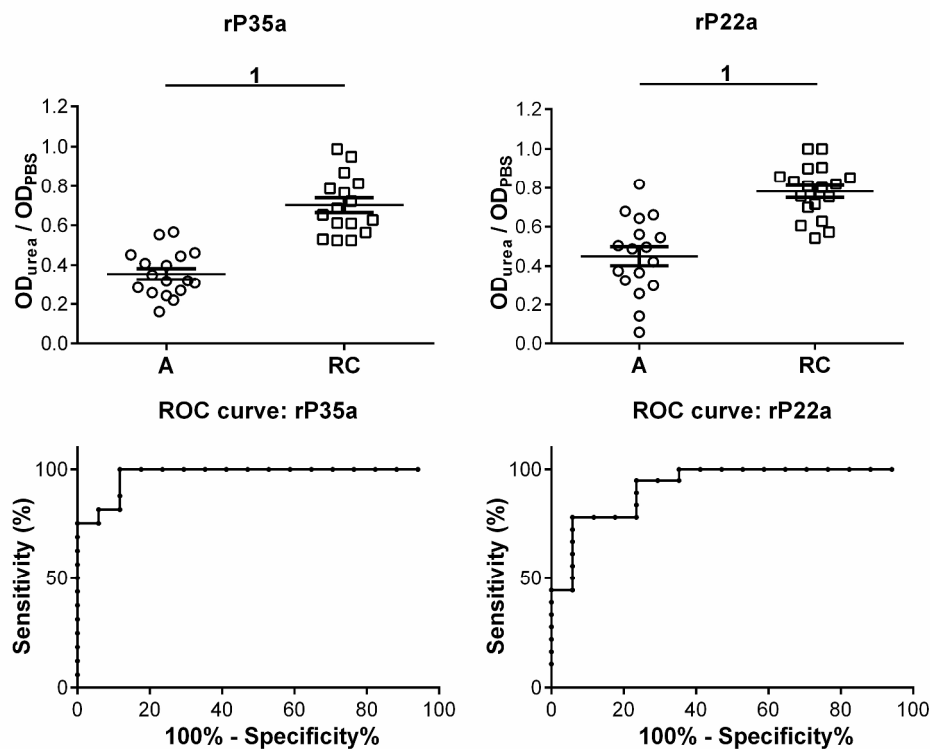 rP35a
1
1.2
1.0
0.8
0.6
0.4
0.2
0.0
ODurea / ODPBS
A RC
rP22a
1
1.2
1.0
0.8
0.6
0.4
0.2
0.0
ODurea / ODPBS
A RC
ROC curve: rP35a
100
50
0
Sensitivity (%)
0 20 40 60 80 100
100% - Specificity%
ROC curve: rP22a
100
50
0
Sensitivity (%)
0 20 40 60 80 100
100% - Specificity%